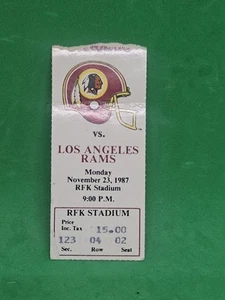 vs.
LOS ANGELES
RAMS
Monday
November 23, 1987
RFK Stadium
9:00 P.M.
RFK STADIUM
Price
Inc. Tax 15.00
123 04 02
Sec. Row Seat